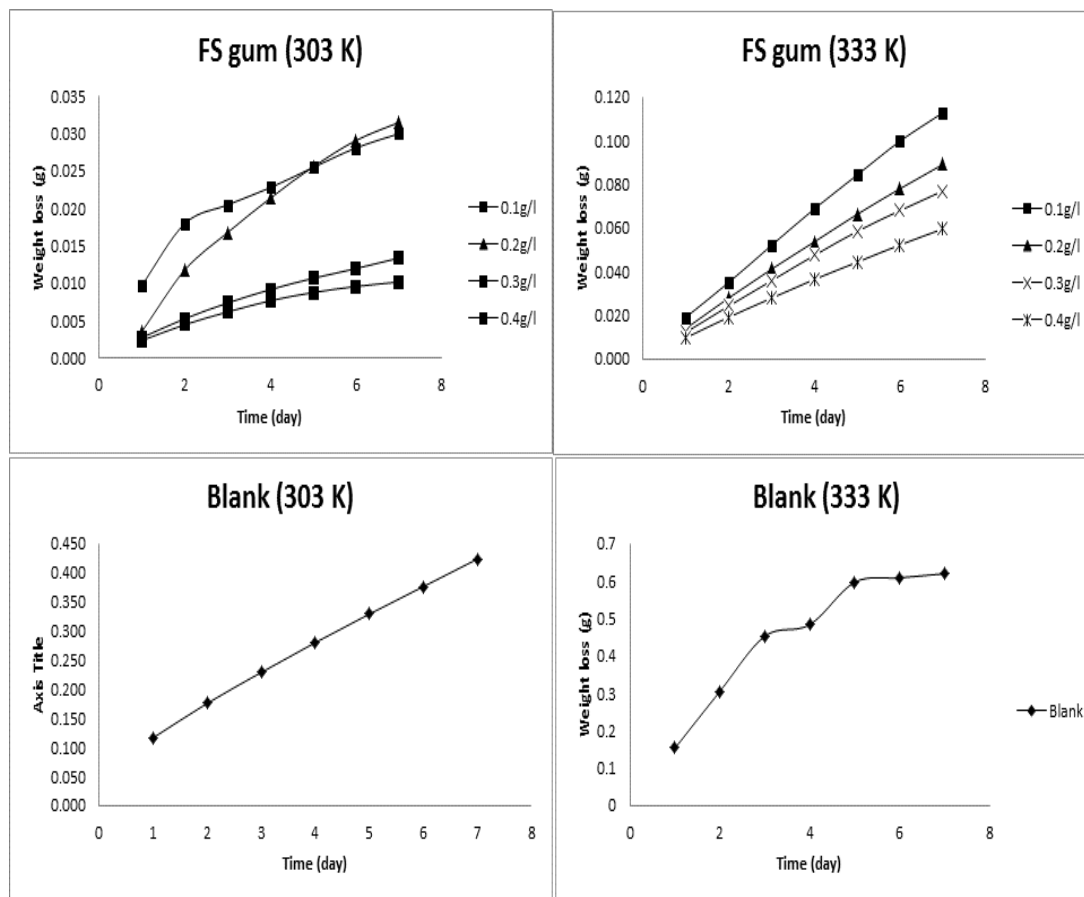 FS gum (303 K)
0.035
0.030
0.025
0.020
0.015
0.010
0.005
0.000
Weight loss (g)
0 2 4 6 8
Time (day)
0.1g/l
0.2g/l
0.3g/l
0.4g/l
FS gum (333 K)
0.120
0.100
0.080
0.060
0.040
0.020
0.000
Weight loss (g)
0 2 4 6 8
Time (day)
0.1g/l
0.2g/l
0.3g/l
0.4g/l
Blank (303 K)
0.450
0.400
0.350
0.300
0.250
0.200
0.150
0.100
0.050
0.000
Axis Title
0 1 2 3 4 5 6 7 8
Time (day)
Blank (333 K)
0.7
0.6
0.5
0.4
0.3
0.2
0.1
0
Weight loss (g)
0 2 4 6 8
Time (day)
Blank